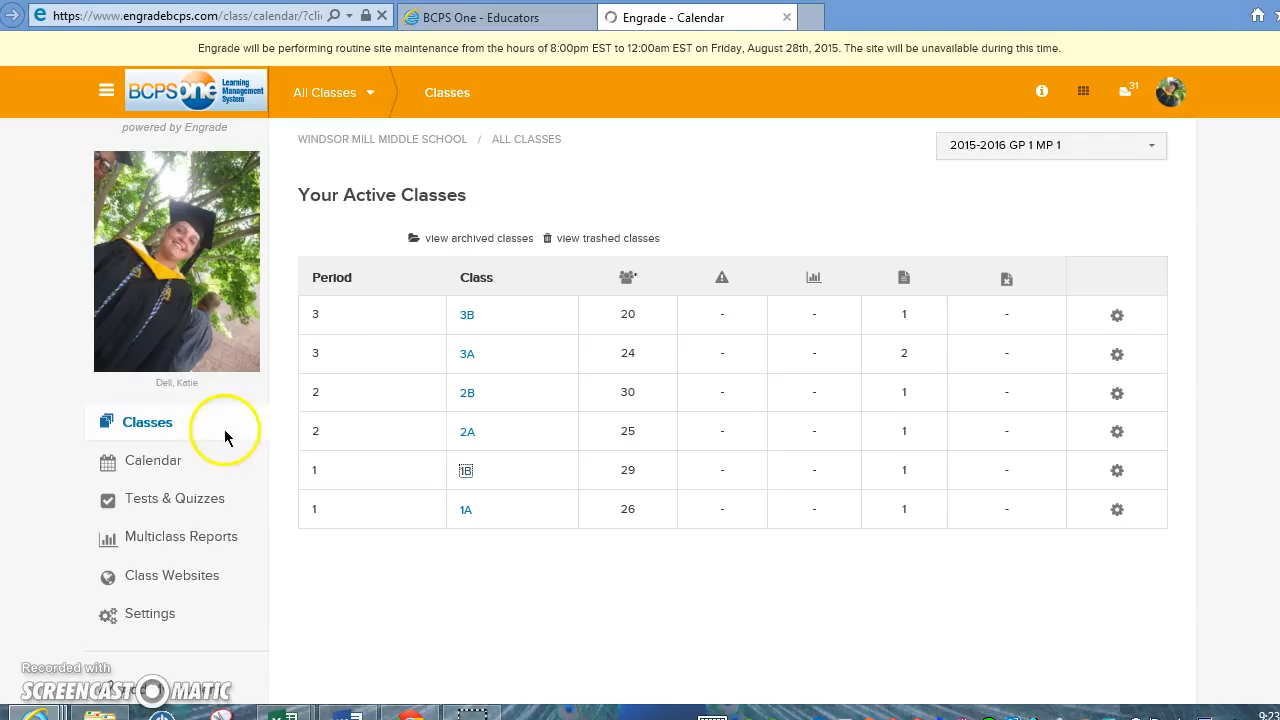 https://www.engradebcps.com/class/calendar/?cli
BCPS One - Educators
Engrade - Calendar
Engrade will be performing routine site maintenance from the hours of 8:00pm EST to 12:00am EST on Friday, August 28th, 2015. The site will be unavailable during this time.
BCPSone Learning Management System
All Classes
Classes
31
powered by Engrade
WINDSOR MILL MIDDLE SCHOOL / ALL CLASSES
2015-2016 GP 1 MP 1
Your Active Classes
view archived classes view trashed classes
Period Class
3 3B 20 - - 1 -
3 3A 24 - - 2 -
2 2B 30 - - 1 -
2 2A 25 - - 1 -
1 1B 29 - - 1 -
1 1A 26 - - 1 -
Dell, Katie
Classes
Calendar
Tests & Quizzes
Multiclass Reports
Class Websites
Settings
Recorded with
SCREENCAST-O-MATIC
9:23